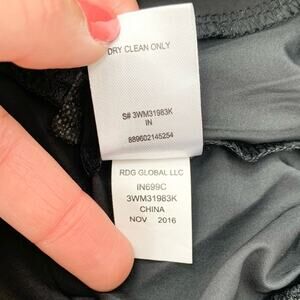 DRY CLEAN ONLY
S# 3WM31983K
IN
889602145254
RDG GLOBAL LLC
IN699C
3WM31983K
CHINA
NOV 2016